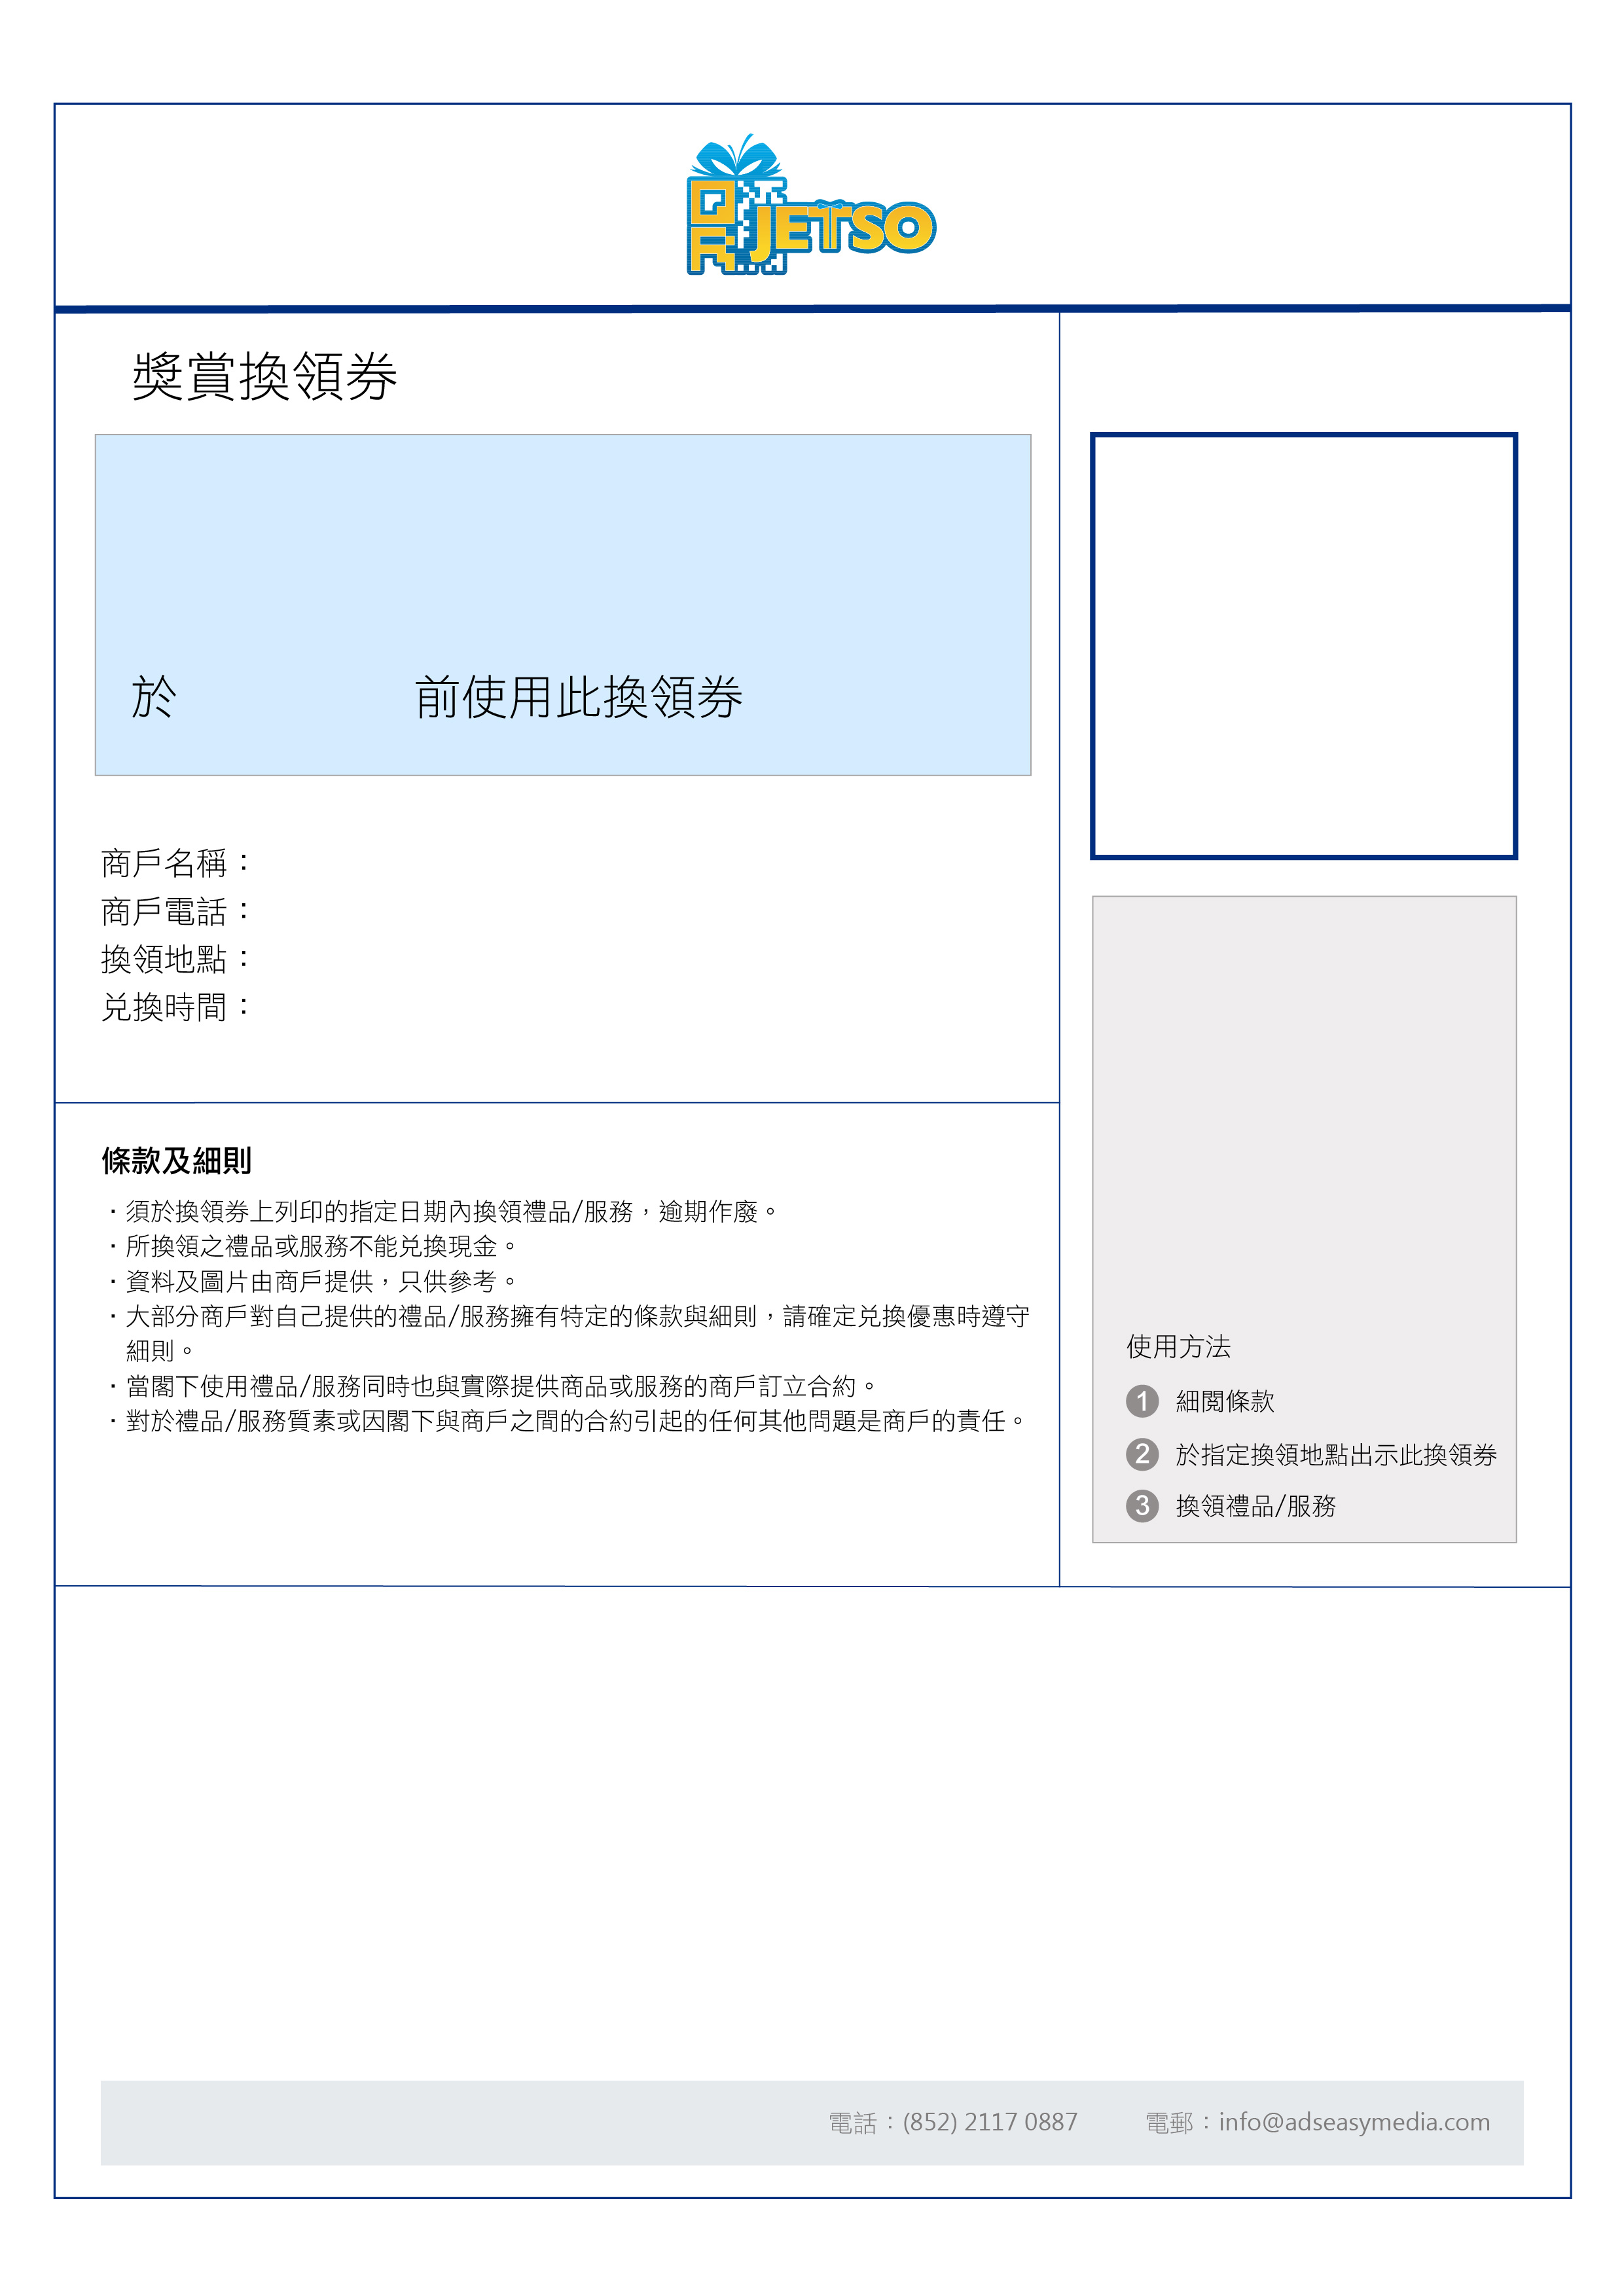 JETSO
獎賞換領券
於 前使用此換領券
商戶名稱：
商戶電話：
換領地點：
兌換時間：
條款及細則
・須於換領券上列印的指定日期內換領禮品/服務，逾期作廢。
・所換領之禮品或服務不能兌換現金。
・資料及圖片由商戶提供，只供參考。
・大部分商戶對自己提供的禮品/服務擁有特定的條款與細則，請確定兌換優惠時遵守
細則。
・當閣下使用禮品/服務同時也與實際提供商品或服務的商戶訂立合約。
・對於禮品/服務質素或因閣下與商戶之間的合約引起的任何其他問題是商戶的責任。
使用方法
1 細閱條款
2 於指定換領地點出示此換領券
3 換領禮品/服務
電話：(852) 2117 0887 電郵：info@adseasymedia.com